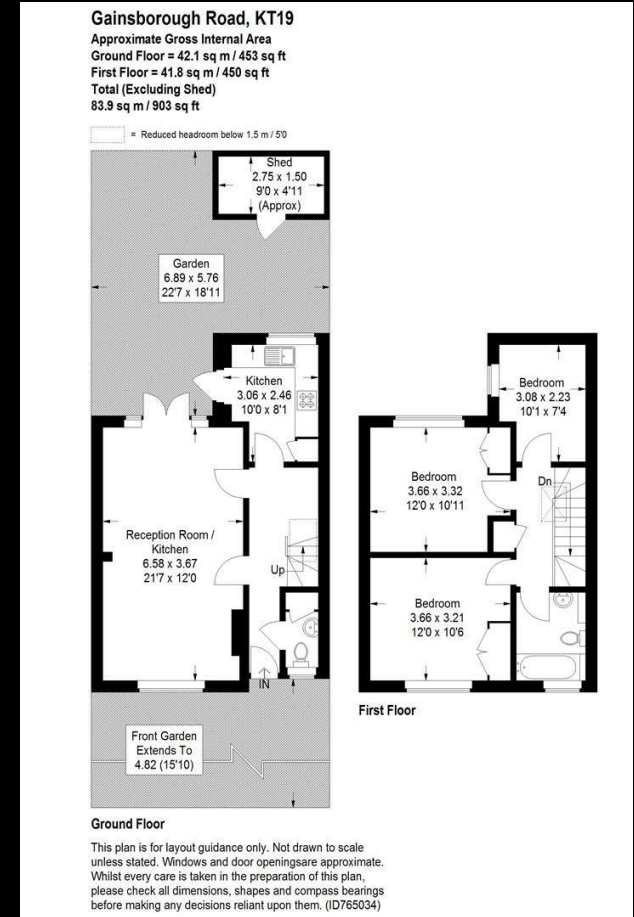 Gainsborough Road, KT19
Approximate Gross Internal Area
Ground Floor = 42.1 sq m / 453 sq ft
First Floor = 41.8 sq m / 450 sq ft
Total (Excluding Shed)
83.9 sq m / 903 sq ft
= Reduced headroom below 1.5 m / 5'0
Shed
2.75 x 1.50
9'0 x 4'11
(Approx)
Garden
6.89 x 5.76
22'7 x 18'11
Kitchen
3.06 x 2.46
10'0 x 8'1
Reception Room /
Kitchen
6.58 x 3.67
21'7 x 12'0
Up
IN
Front Garden
Extends To
4.82 (15'10)
Ground Floor
Bedroom
3.08 x 2.23
10'1 x 7'4
Bedroom
3.66 x 3.32
12'0 x 10'11
Dn
Bedroom
3.66 x 3.21
12'0 x 10'6
First Floor
This plan is for layout guidance only. Not drawn to scale
unless stated. Windows and door openingsare approximate.
Whilst every care is taken in the preparation of this plan,
please check all dimensions, shapes and compass bearings
before making any decisions reliant upon them. (ID765034)